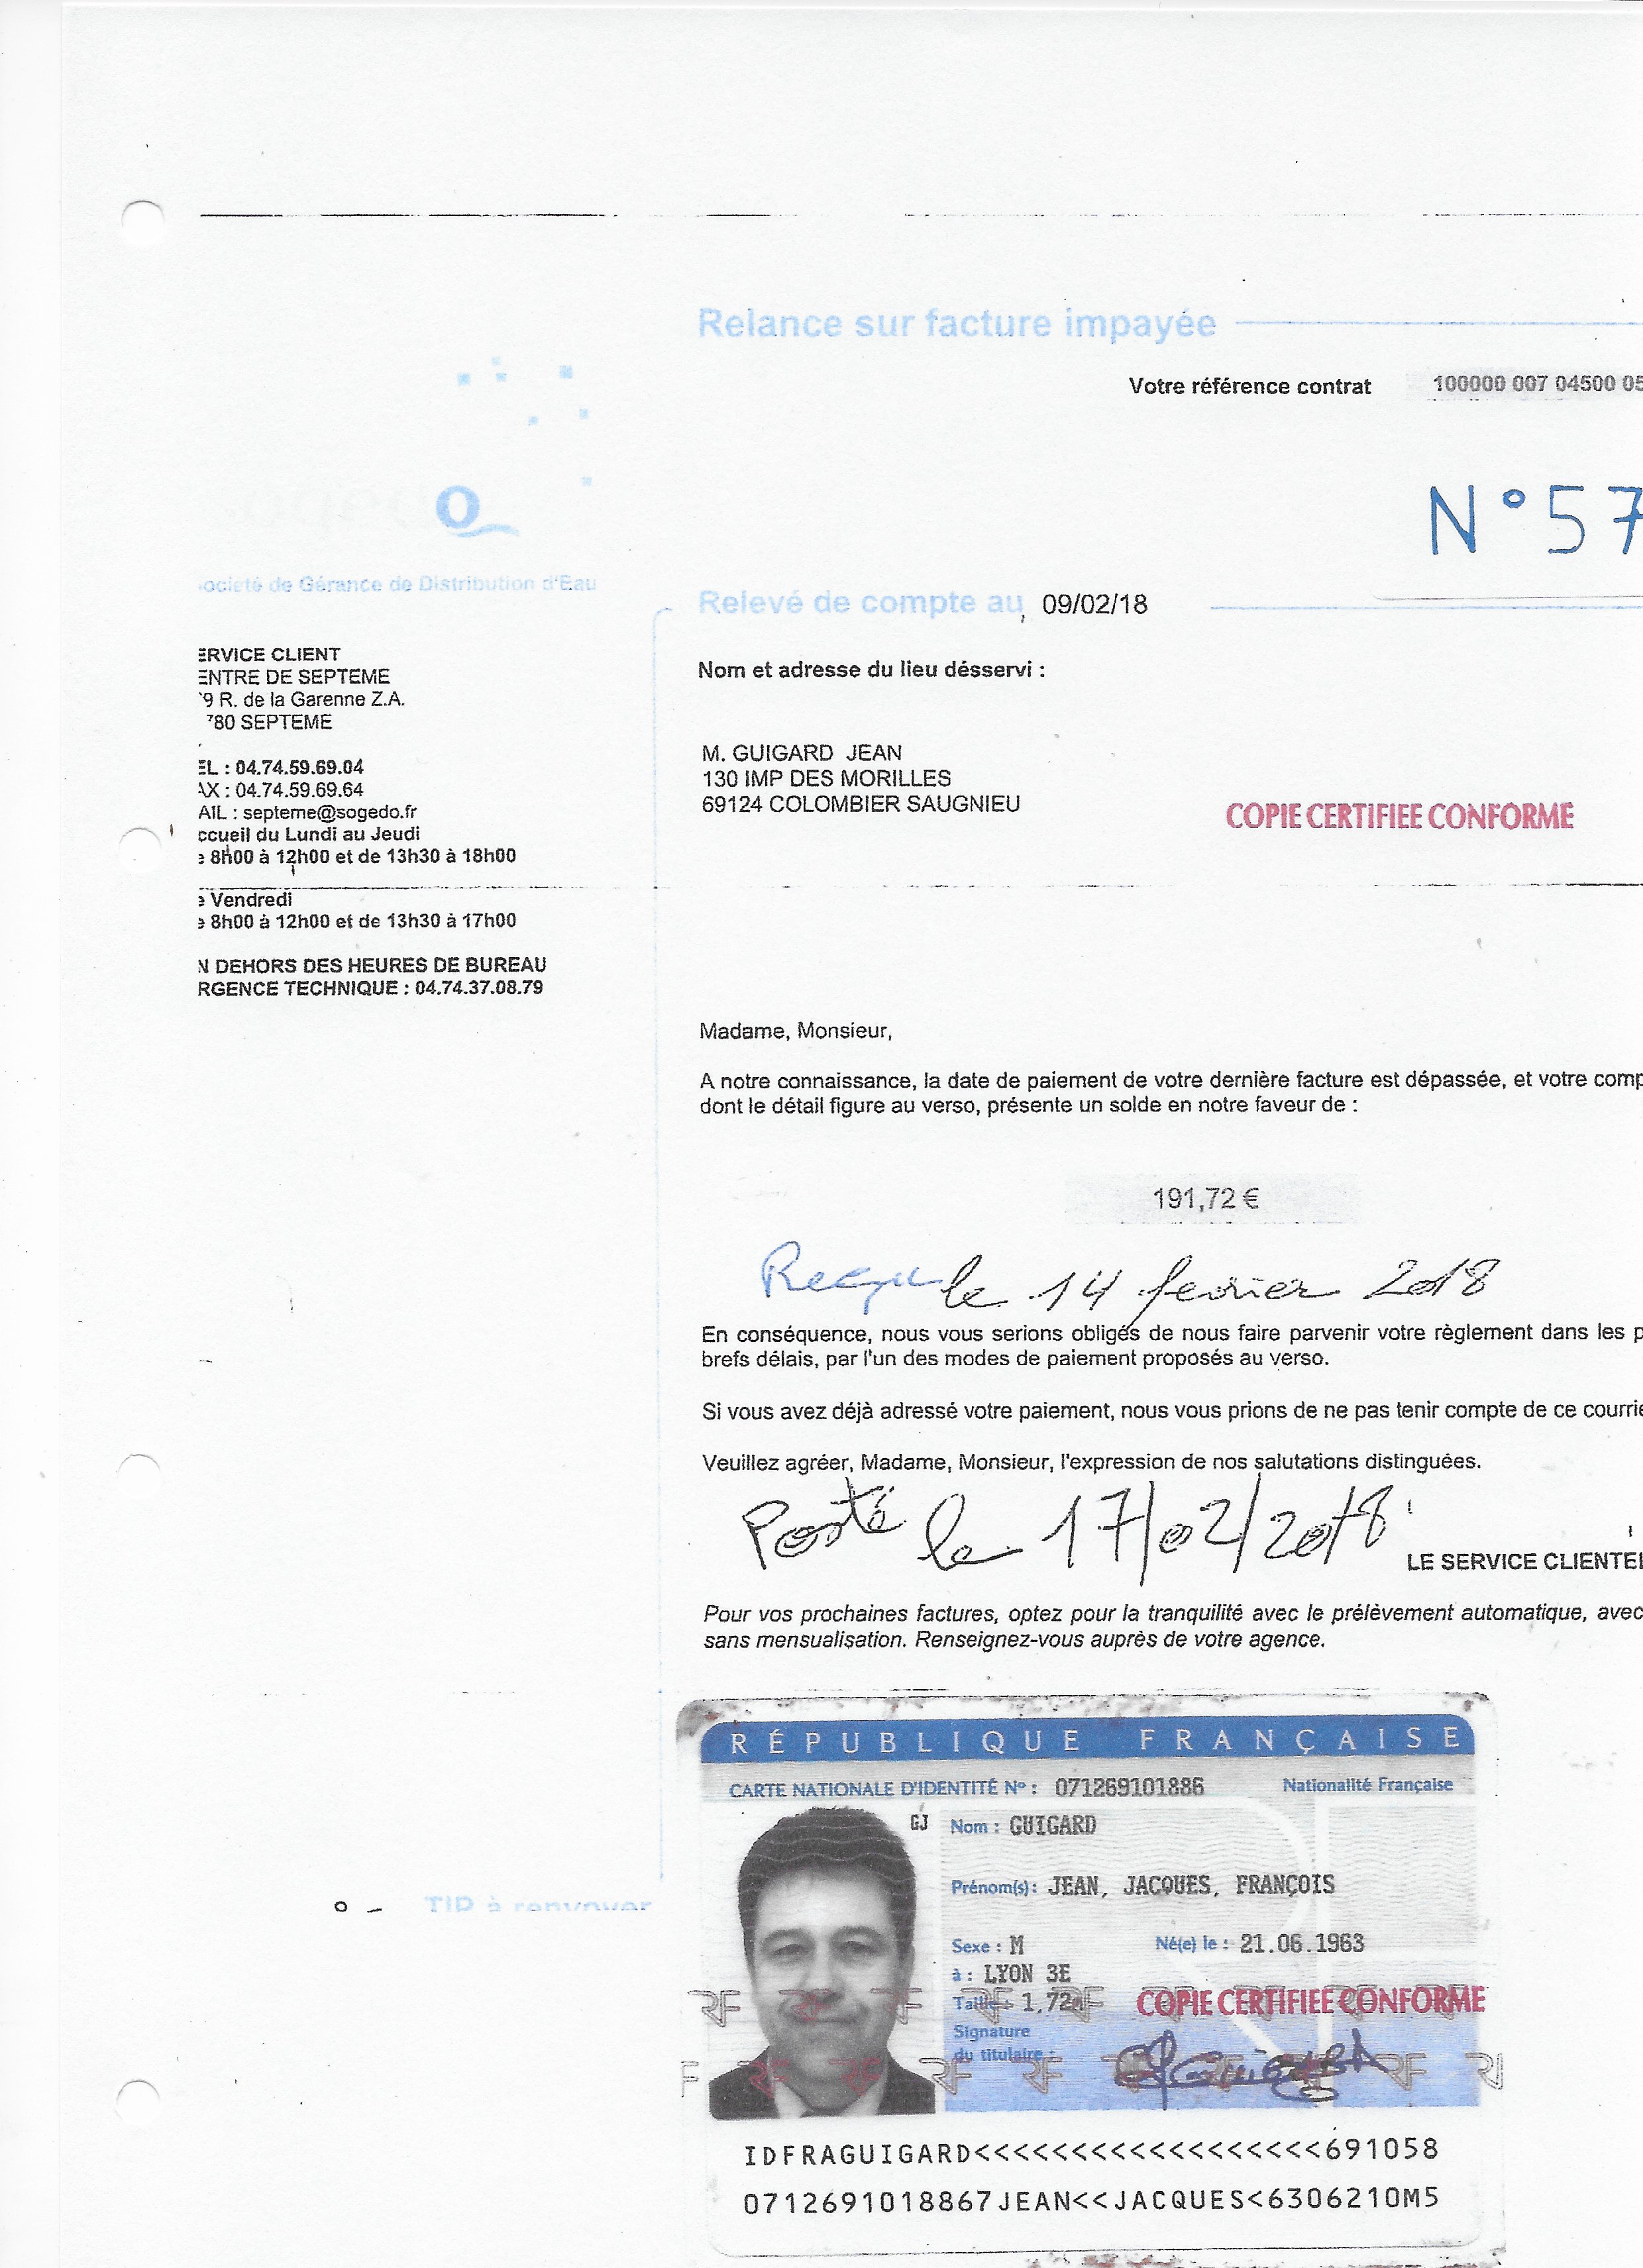 Relance sur facture impayée
Votre référence contrat 100000 007 04500 05
N°57
ociété de Gérance de Distribution d'Eau
Relevé de compte au 09/02/18
ERVICE CLIENT
ENTRE DE SEPTEME
9 R. de la Garenne Z.A.
780 SEPTEME
EL : 04.74.59.69.04
AX : 04.74.59.69.64
AIL : septeme@sogedo.fr
ccueil du Lundi au Jeudi
e 8h00 à 12h00 et de 13h30 à 18h00
e Vendredi
e 8h00 à 12h00 et de 13h30 à 17h00
N DEHORS DES HEURES DE BUREAU
RGENCE TECHNIQUE : 04.74.37.08.79
Nom et adresse du lieu désservi :
M. GUIGARD JEAN
130 IMP DES MORILLES
69124 COLOMBIER SAUGNIEU
COPIE CERTIFIEE CONFORME
Madame, Monsieur,
A notre connaissance, la date de paiement de votre dernière facture est dépassée, et votre comp
dont le détail figure au verso, présente un solde en notre faveur de :
191,72 €
Reçu le 14 fevrier 2018
En conséquence, nous vous serions obligés de nous faire parvenir votre règlement dans les p
brefs délais, par l'un des modes de paiement proposés au verso.
Si vous avez déjà adressé votre paiement, nous vous prions de ne pas tenir compte de ce courrie
Veuillez agréer, Madame, Monsieur, l'expression de nos salutations distinguées.
Posté le 17/02/2018
LE SERVICE CLIENTEL
Pour vos prochaines factures, optez pour la tranquilité avec le prélèvement automatique, avec
sans mensualisation. Renseignez-vous auprès de votre agence.
TIP à renvoyer
RÉPUBLIQUE FRANÇAISE
CARTE NATIONALE D'IDENTITÉ N° : 071269101886 Nationalité Française
GJ
Nom : GUIGARD
Prénom(s) : JEAN, JACQUES, FRANÇOIS
Sexe : M Né(e) le : 21.06.1963
à : LYON 3E
Taille : 1,72m
COPIE CERTIFIEE CONFORME
Signature
du titulaire :
IDFRAGUIGARD<<<<<<<<<<<<<<<<<<691058
0712691018867JEAN<<JACQUES<6306210M5